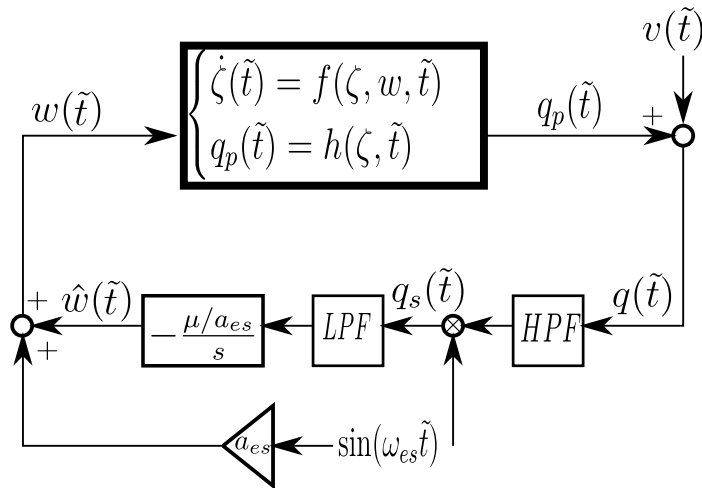 v(t̃)
ζ̇(t̃) = f(ζ, w, t̃)
q_p(t̃) = h(ζ, t̃)
w(t̃)
q_p(t̃)
+
+
ŵ(t̃)
− (μ/a_es)/s
LPF
q_s(t̃)
×
HPF
q(t̃)
+
a_es
sin(ω_es t̃)